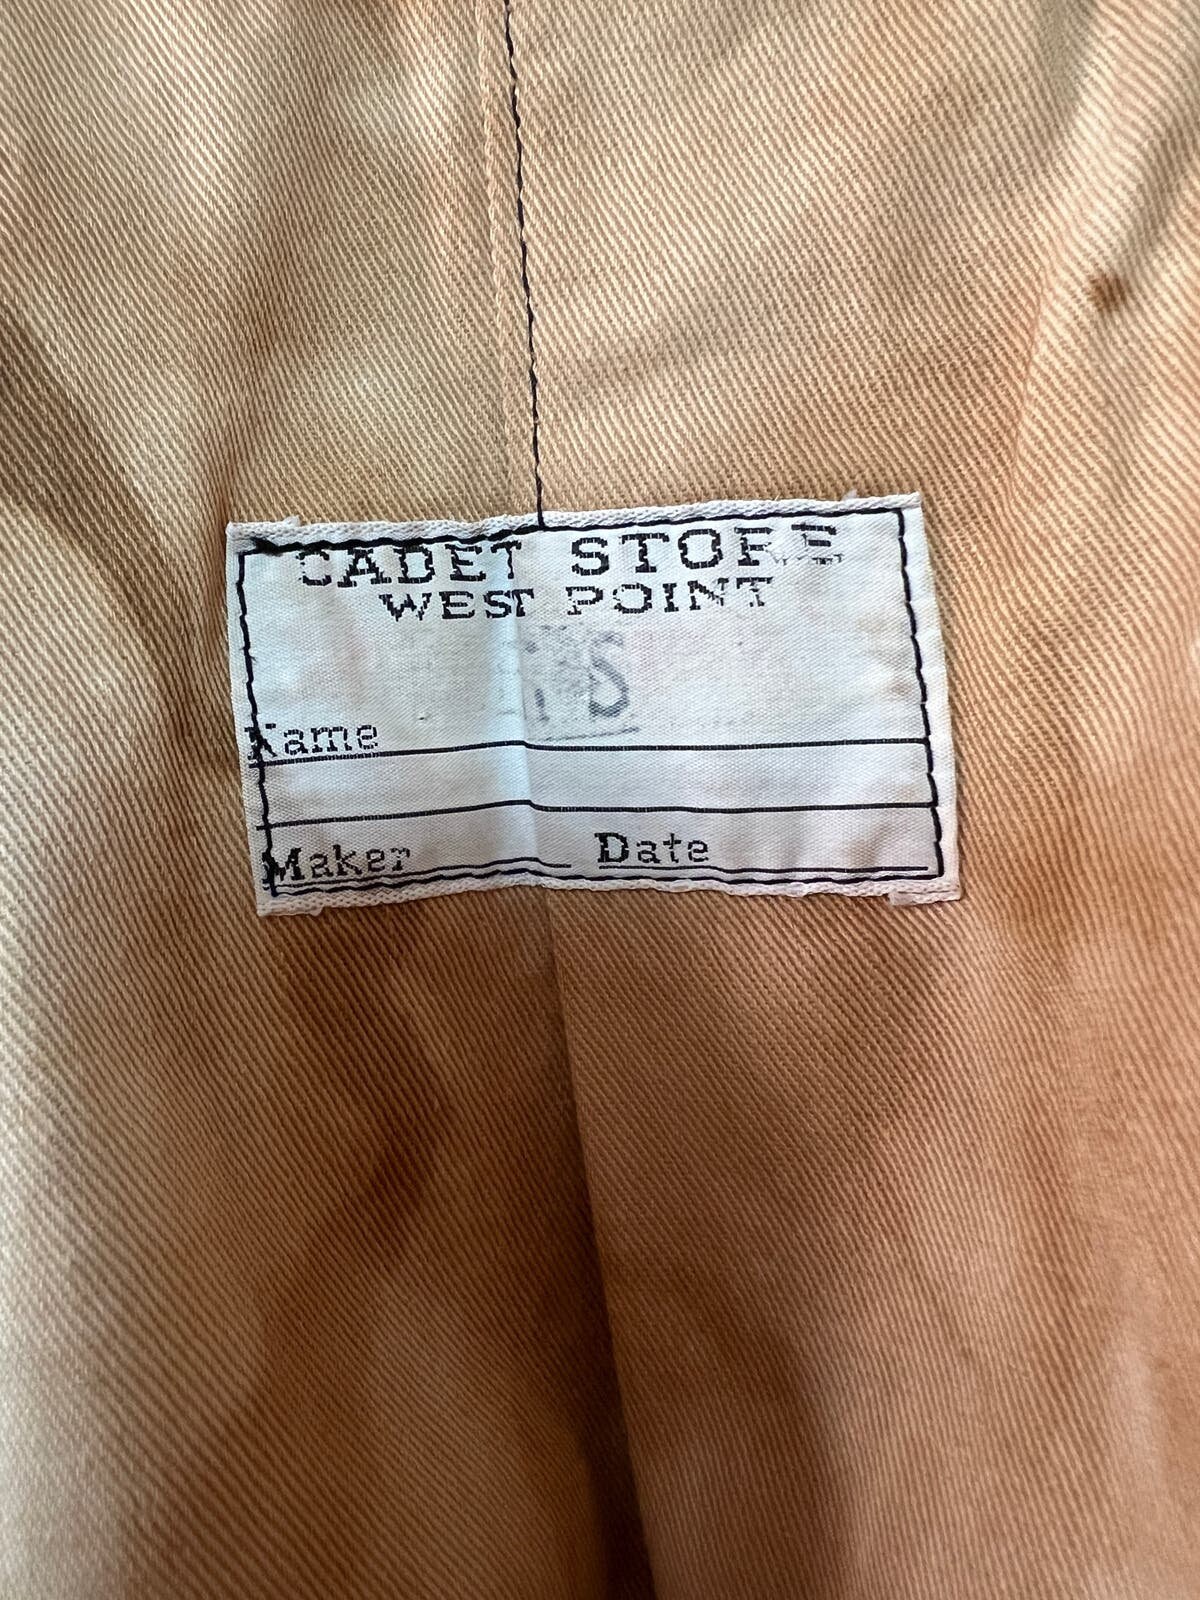 CADET STORE
WEST POINT
S
Name
Maker Date